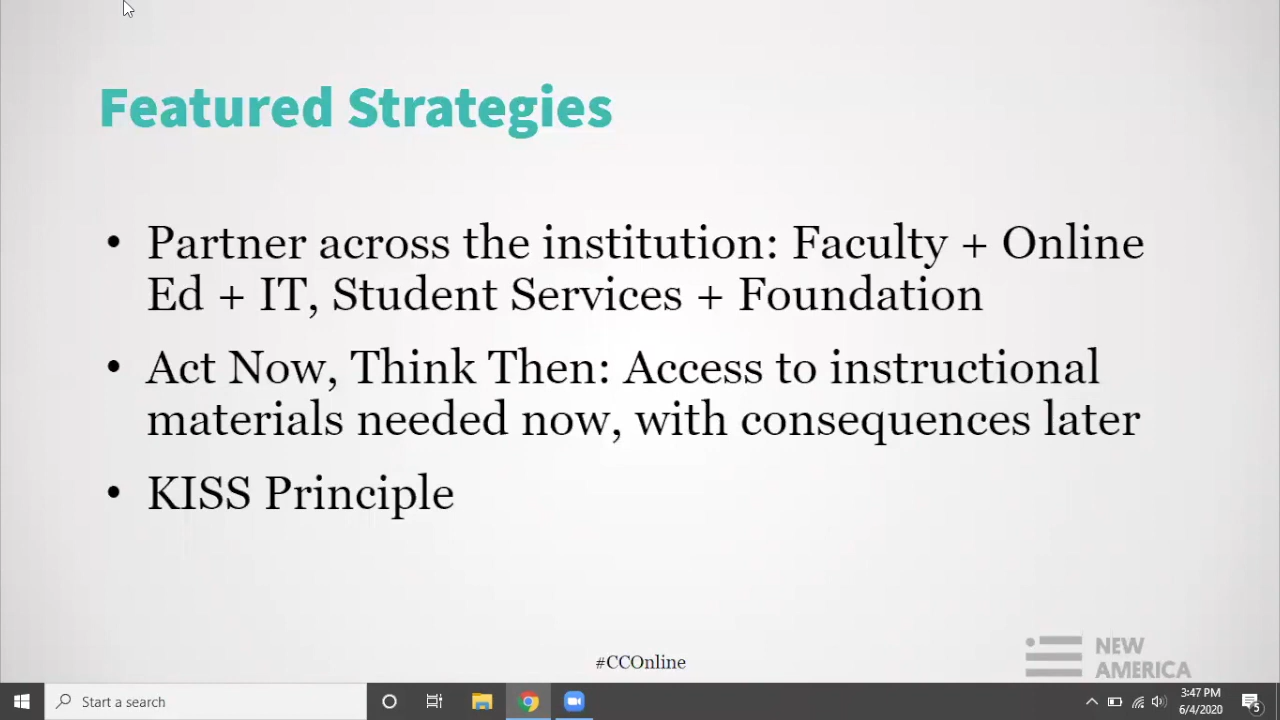 Featured Strategies
• Partner across the institution: Faculty + Online
Ed + IT, Student Services + Foundation
• Act Now, Think Then: Access to instructional
materials needed now, with consequences later
• KISS Principle
#CCOnline
NEW
AMERICA
Start a search
3:47 PM
6/4/2020
5